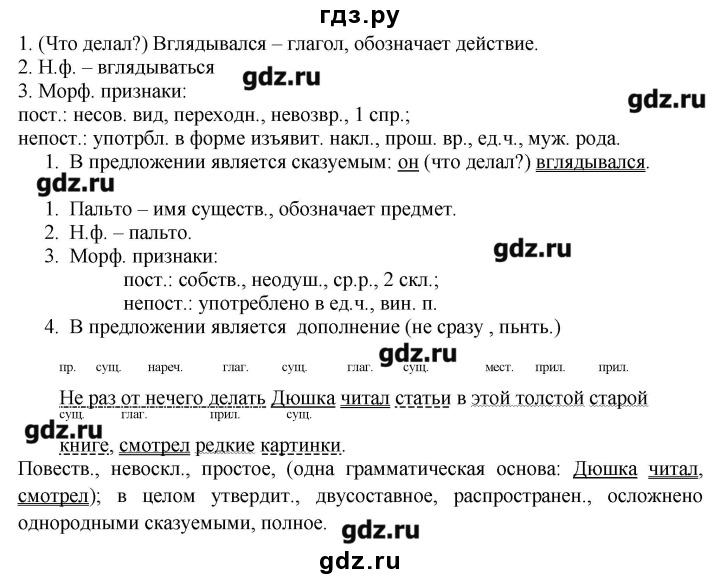 гдз.ру
1. (Что делал?) Вглядывался – глагол, обозначает действие.
2. Н.ф. – вглядываться
gdz.ru
3. Морф. признаки:
gdz.ru
пост.: несов. вид, переходн., невозвр., 1 спр.;
непост.: употрбл. в форме изъявит. накл., прош. вр., ед.ч., муж. рода.
1. В предложении является сказуемым: он (что делал?) вглядывался.
gdz.ru
1. Пальто – имя существ., обозначает предмет.
2. Н.ф. – пальто.
gdz.ru
3. Морф. признаки:
пост.: собств., неодуш., ср.р., 2 скл.;
непост.: употреблено в ед.ч., вин. п.
4. В предложении является дополнение (не сразу , пьнть.)
gdz.ru
пр. сущ. нареч. глаг. сущ. глаг. сущ. мест. прил. прил.
Не раз от нечего делать Дюшка читал статьи в этой толстой старой
сущ. глаг. прил. сущ.
gdz.ru
книге, смотрел редкие картинки.
Повеств., невоскл., простое, (одна грамматическая основа: Дюшка читал,
смотрел); в целом утвердит., двусоставное, распространен., осложнено
однородными сказуемыми, полное.
gdz.ru
gdz.ru